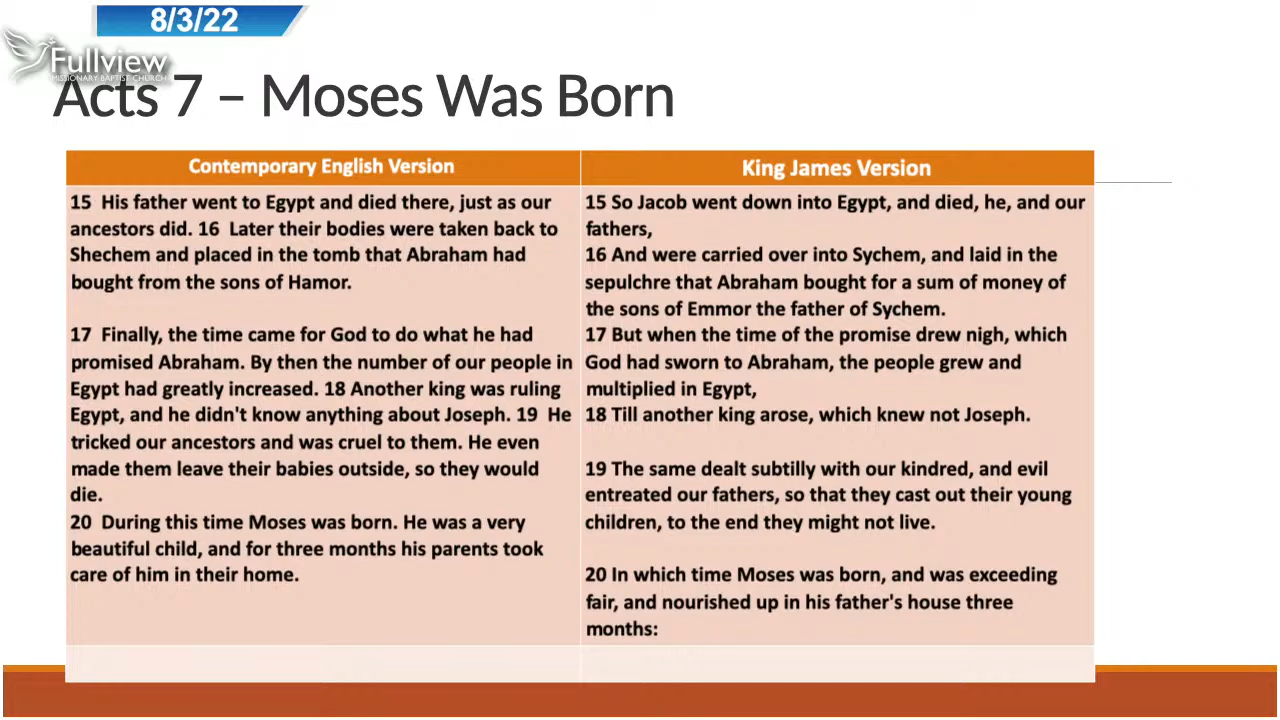 8/3/22
Fullview
MISSIONARY BAPTIST CHURCH
Acts 7 – Moses Was Born
Contemporary English Version
15  His father went to Egypt and died there, just as our
ancestors did. 16  Later their bodies were taken back to
Shechem and placed in the tomb that Abraham had
bought from the sons of Hamor.
17  Finally, the time came for God to do what he had
promised Abraham. By then the number of our people in
Egypt had greatly increased. 18 Another king was ruling
Egypt, and he didn't know anything about Joseph. 19  He
tricked our ancestors and was cruel to them. He even
made them leave their babies outside, so they would
die.
20  During this time Moses was born. He was a very
beautiful child, and for three months his parents took
care of him in their home.
King James Version
15 So Jacob went down into Egypt, and died, he, and our
fathers,
16 And were carried over into Sychem, and laid in the
sepulchre that Abraham bought for a sum of money of
the sons of Emmor the father of Sychem.
17 But when the time of the promise drew nigh, which
God had sworn to Abraham, the people grew and
multiplied in Egypt,
18 Till another king arose, which knew not Joseph.
19 The same dealt subtilly with our kindred, and evil
entreated our fathers, so that they cast out their young
children, to the end they might not live.
20 In which time Moses was born, and was exceeding
fair, and nourished up in his father's house three
months: